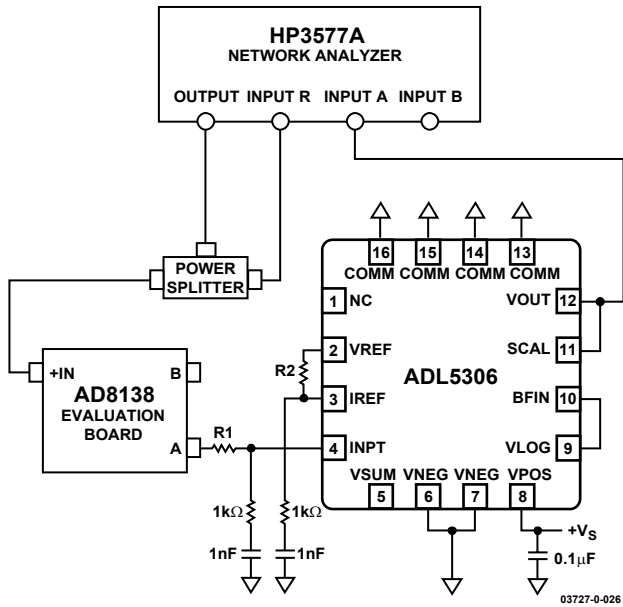 HP3577A
NETWORK ANALYZER
OUTPUT INPUT R INPUT A INPUT B
16 15 14 13
COMM COMM COMM COMM
POWER
SPLITTER
1 NC
VOUT 12
2 VREF
SCAL 11
R2
ADL5306
3 IREF
BFIN 10
+IN
B
AD8138
EVALUATION
BOARD
A
R1
4 INPT
VLOG 9
VSUM VNEG VNEG VPOS
5 6 7 8
1kΩ 1kΩ
+VS
1nF 1nF
0.1μF
03727-0-026